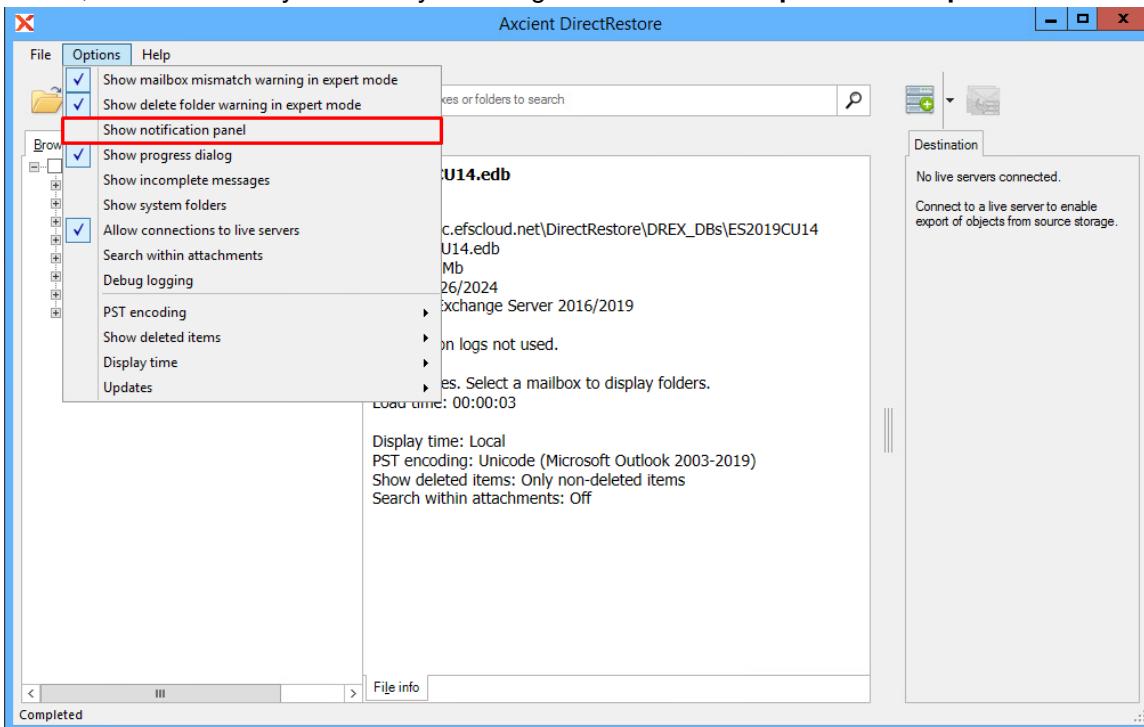 Axcient DirectRestore
File Options Help
Show mailbox mismatch warning in expert mode
Show delete folder warning in expert mode
Show notification panel
Show progress dialog
Show incomplete messages
Show system folders
Allow connections to live servers
Search within attachments
Debug logging
PST encoding
Show deleted items
Display time
Updates
or folders to search
Brow
U14.edb
c.efscloud.net\DirectRestore\DREX_DBs\ES2019CU14
U14.edb
Mb
26/2024
Exchange Server 2016/2019
on logs not used.
es. Select a mailbox to display folders.
Load time: 00:00:03
Display time: Local
PST encoding: Unicode (Microsoft Outlook 2003-2019)
Show deleted items: Only non-deleted items
Search within attachments: Off
File info
Destination
No live servers connected.
Connect to a live server to enable
export of objects from source storage.
Completed